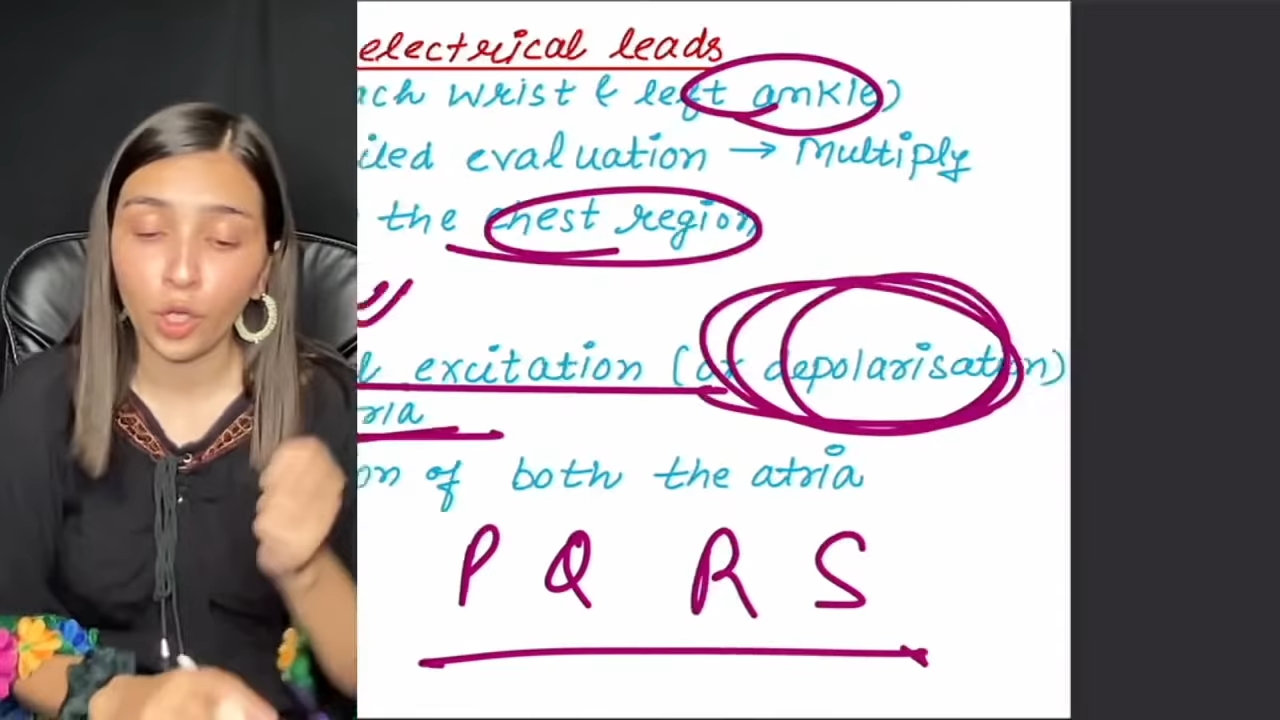 electrical leads
ach wrist & left ankle)
iled evaluation → Multiply
the chest region
l excitation (or depolarisation)
ria
on of both the atria
P Q R S